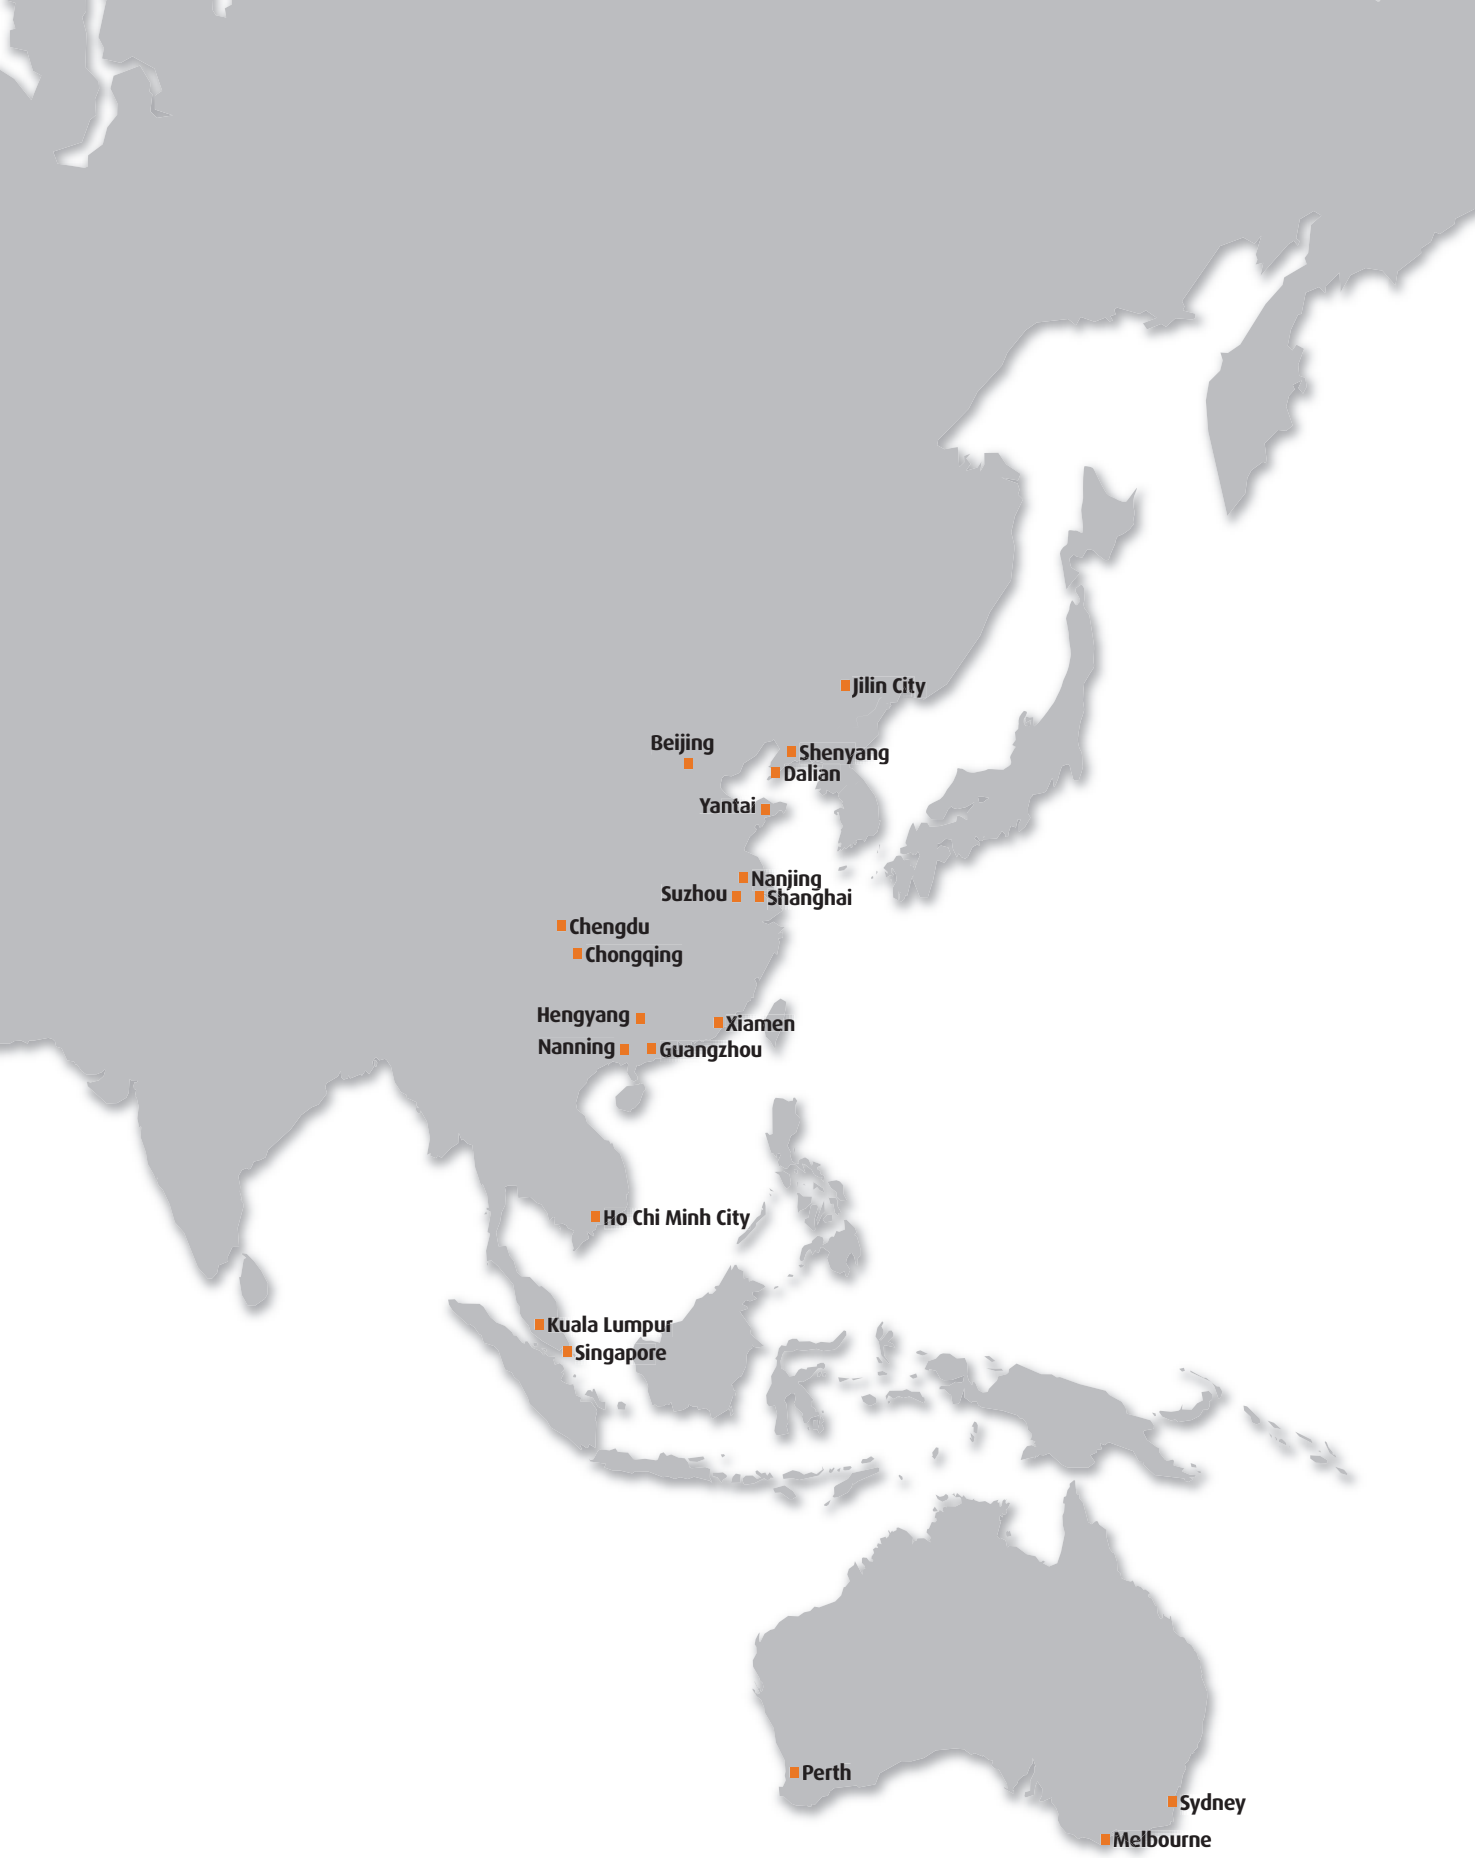 Jilin City
Beijing
Shenyang
Dalian
Yantai
Nanjing
Suzhou
Shanghai
Chengdu
Chongqing
Hengyang
Xiamen
Nanning
Guangzhou
Ho Chi Minh City
Kuala Lumpur
Singapore
Perth
Sydney
Melbourne